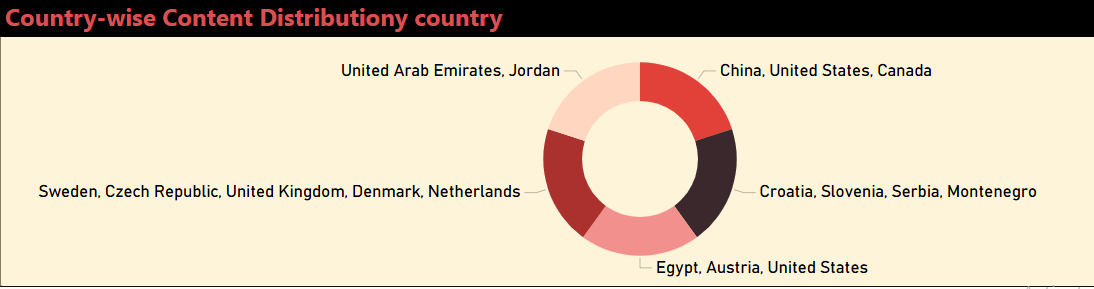 Country-wise Content Distributiony country
United Arab Emirates, Jordan
China, United States, Canada
Sweden, Czech Republic, United Kingdom, Denmark, Netherlands
Croatia, Slovenia, Serbia, Montenegro
Egypt, Austria, United States